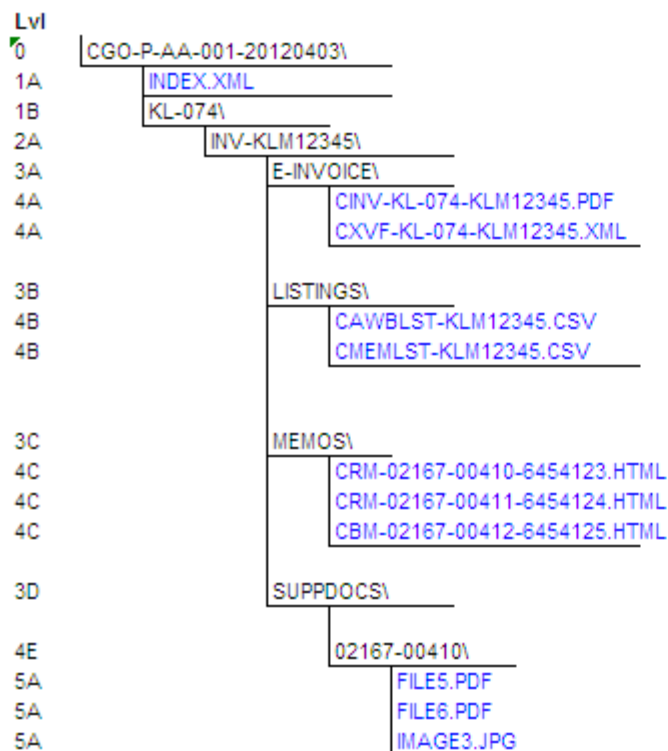 Lvl
0 CGO-P-AA-001-20120403\
1A INDEX.XML
1B KL-074\
2A INV-KLM12345\
3A E-INVOICE\
4A CINV-KL-074-KLM12345.PDF
4A CXVF-KL-074-KLM12345.XML
3B LISTINGS\
4B CAWBLST-KLM12345.CSV
4B CMEMLST-KLM12345.CSV
3C MEMOS\
4C CRM-02167-00410-6454123.HTML
4C CRM-02167-00411-6454124.HTML
4C CBM-02167-00412-6454125.HTML
3D SUPPDOCS\
4E 02167-00410\
5A FILE5.PDF
5A FILE6.PDF
5A IMAGE3.JPG